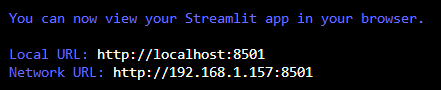 You can now view your Streamlit app in your browser.
Local URL: http://localhost:8501
Network URL: http://192.168.1.157:8501